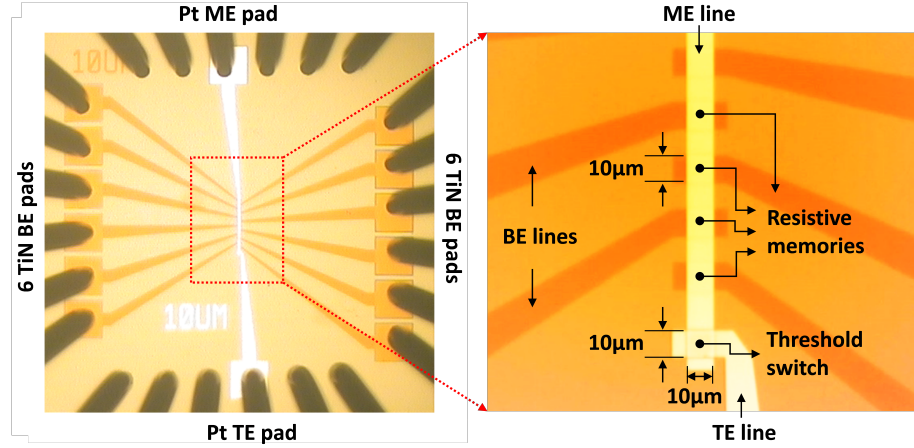 Pt ME pad
ME line
10UM
10μm
6 TiN BE pads
6 TiN BE pads
BE lines
Resistive
memories
10UM
10μm
Threshold
switch
10μm
Pt TE pad
TE line